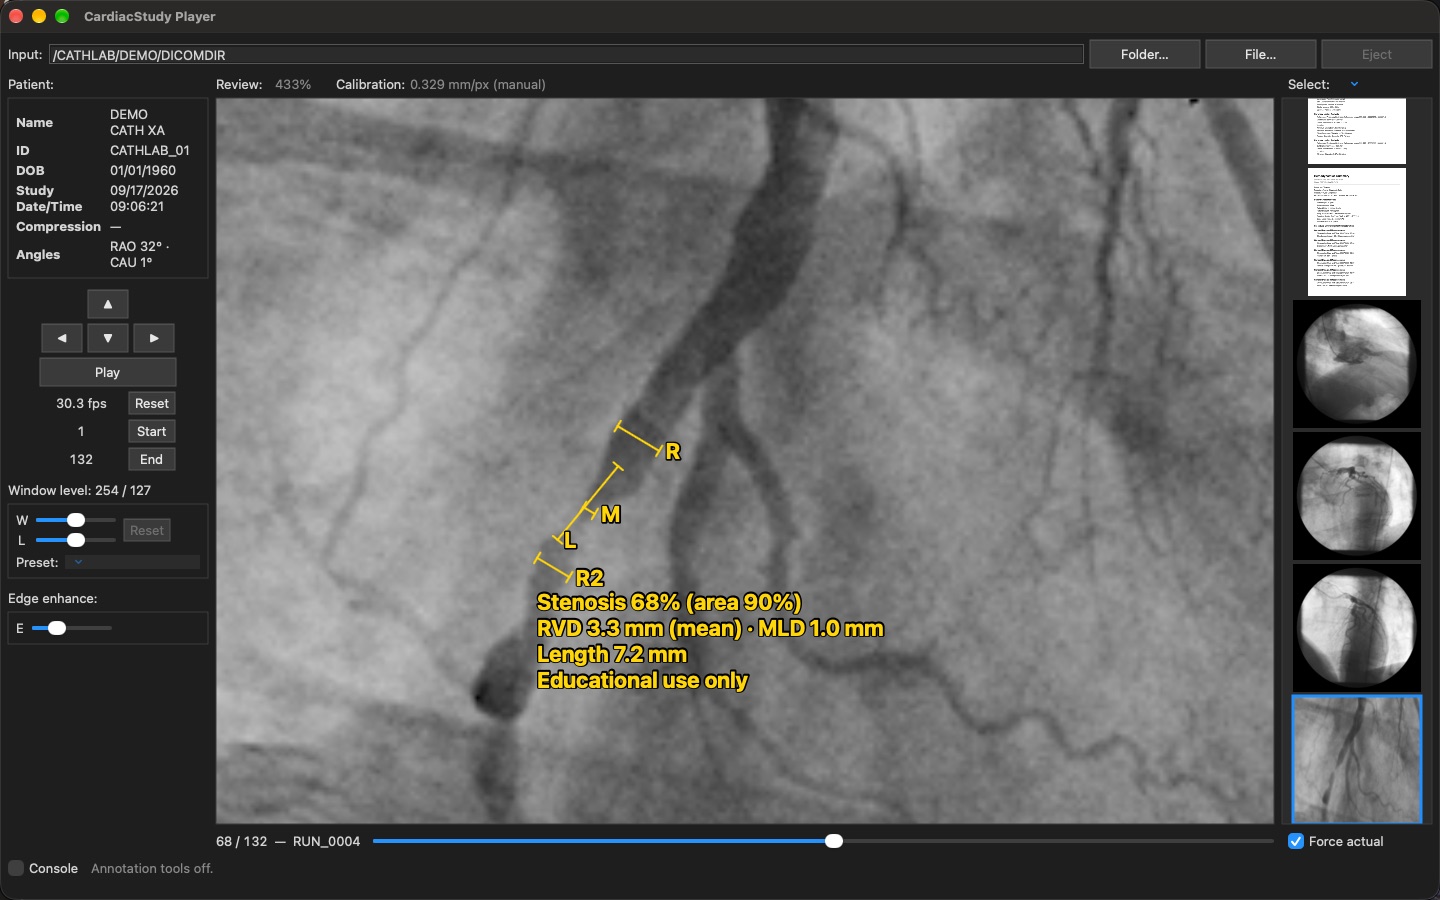 CardiacStudy Player
Input: /CATHLAB/DEMO/DICOMDIR Folder... File... Eject
Patient:
Name DEMO
CATH XA
ID CATHLAB_01
DOB 01/01/1960
Study 09/17/2026
Date/Time 09:06:21
Compression —
Angles RAO 32° ·
CAU 1°
Play
30.3 fps Reset
1 Start
132 End
Window level: 254 / 127
W
L
Reset
Preset:
Edge enhance:
E
Review: 433% Calibration: 0.329 mm/px (manual)
R
M
L
R2
Stenosis 68% (area 90%)
RVD 3.3 mm (mean) · MLD 1.0 mm
Length 7.2 mm
Educational use only
68 / 132 — RUN_0004
Select:
Force actual
Console Annotation tools off.